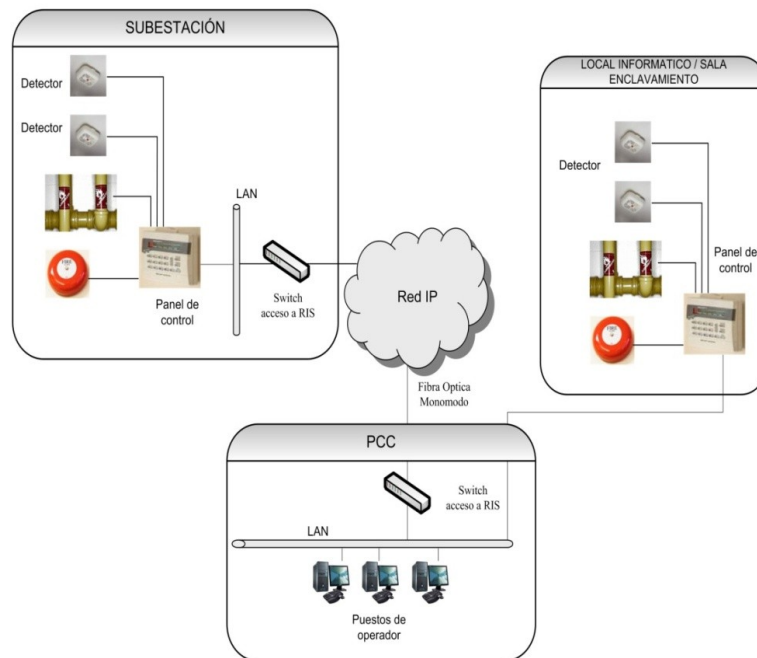 SUBESTACIÓN
Detector
Detector
LAN
Panel de
control
Switch
acceso a RIS
Red IP
Fibra Optica
Monomodo
LOCAL INFORMATICO / SALA
ENCLAVAMIENTO
Detector
Panel de
control
PCC
Switch
acceso a RIS
LAN
Puestos de
operador